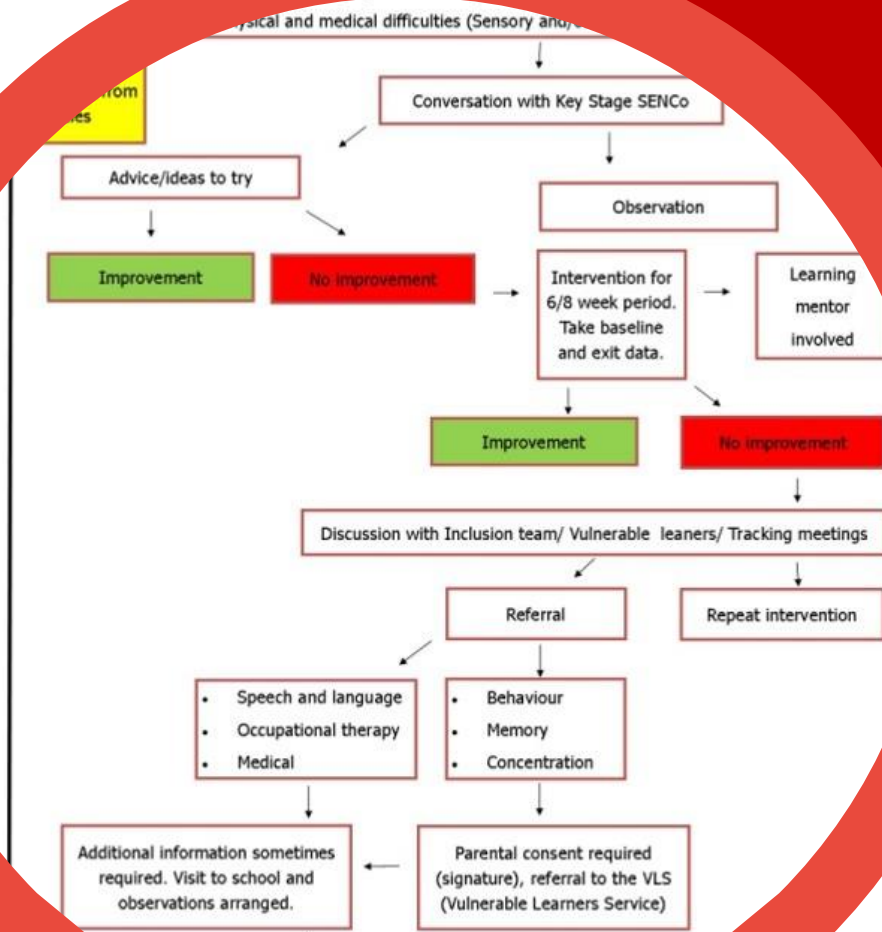 physical and medical difficulties (Sensory and/
from
Conversation with Key Stage SENCo
Advice/ideas to try
Observation
Improvement
No improvement
Intervention for
6/8 week period.
Take baseline
and exit data.
Learning
mentor
involved
Improvement
No improvement
Discussion with Inclusion team/ Vulnerable leaners/ Tracking meetings
Referral
Repeat intervention
• Speech and language
• Occupational therapy
• Medical
• Behaviour
• Memory
• Concentration
Additional information sometimes
required. Visit to school and
observations arranged.
Parental consent required
(signature), referral to the VLS
(Vulnerable Learners Service)